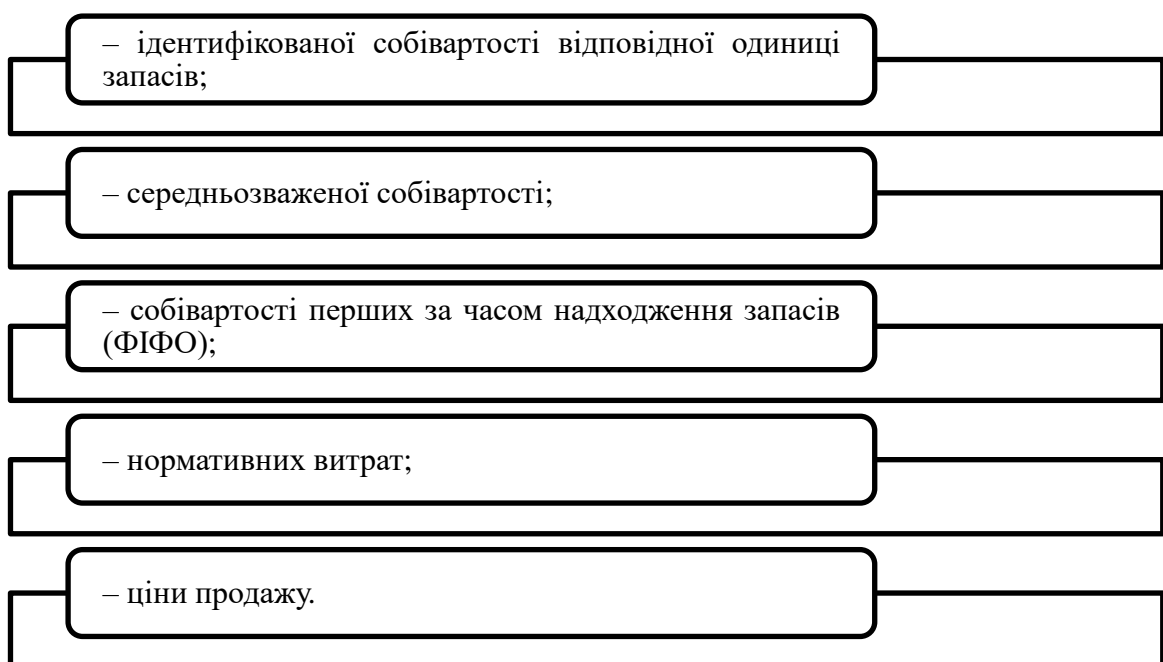 – ідентифікованої собівартості відповідної одиниці
запасів;
– середньозваженої собівартості;
– собівартості перших за часом надходження запасів
(ФІФО);
– нормативних витрат;
– ціни продажу.